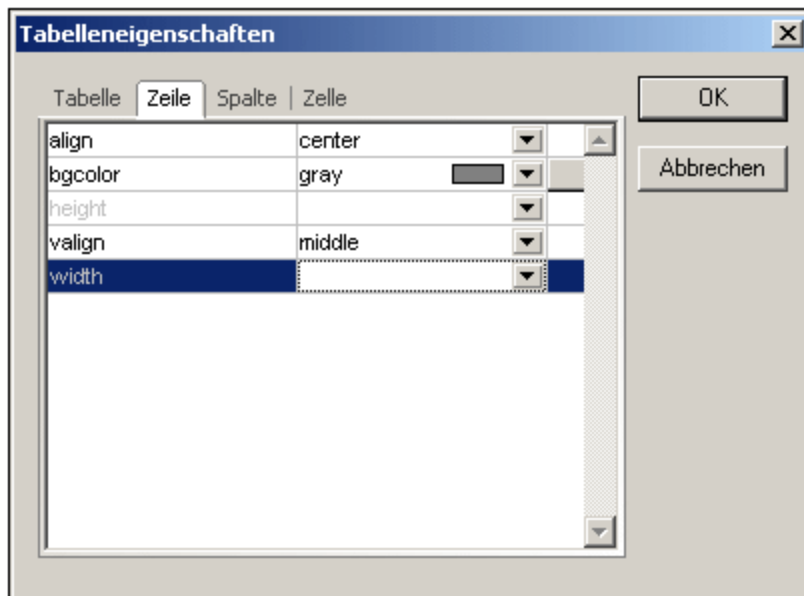 Tabelleneigenschaften
Tabelle Zeile Spalte Zelle
OK
Abbrechen
align center
bgcolor gray
height
valign middle
width